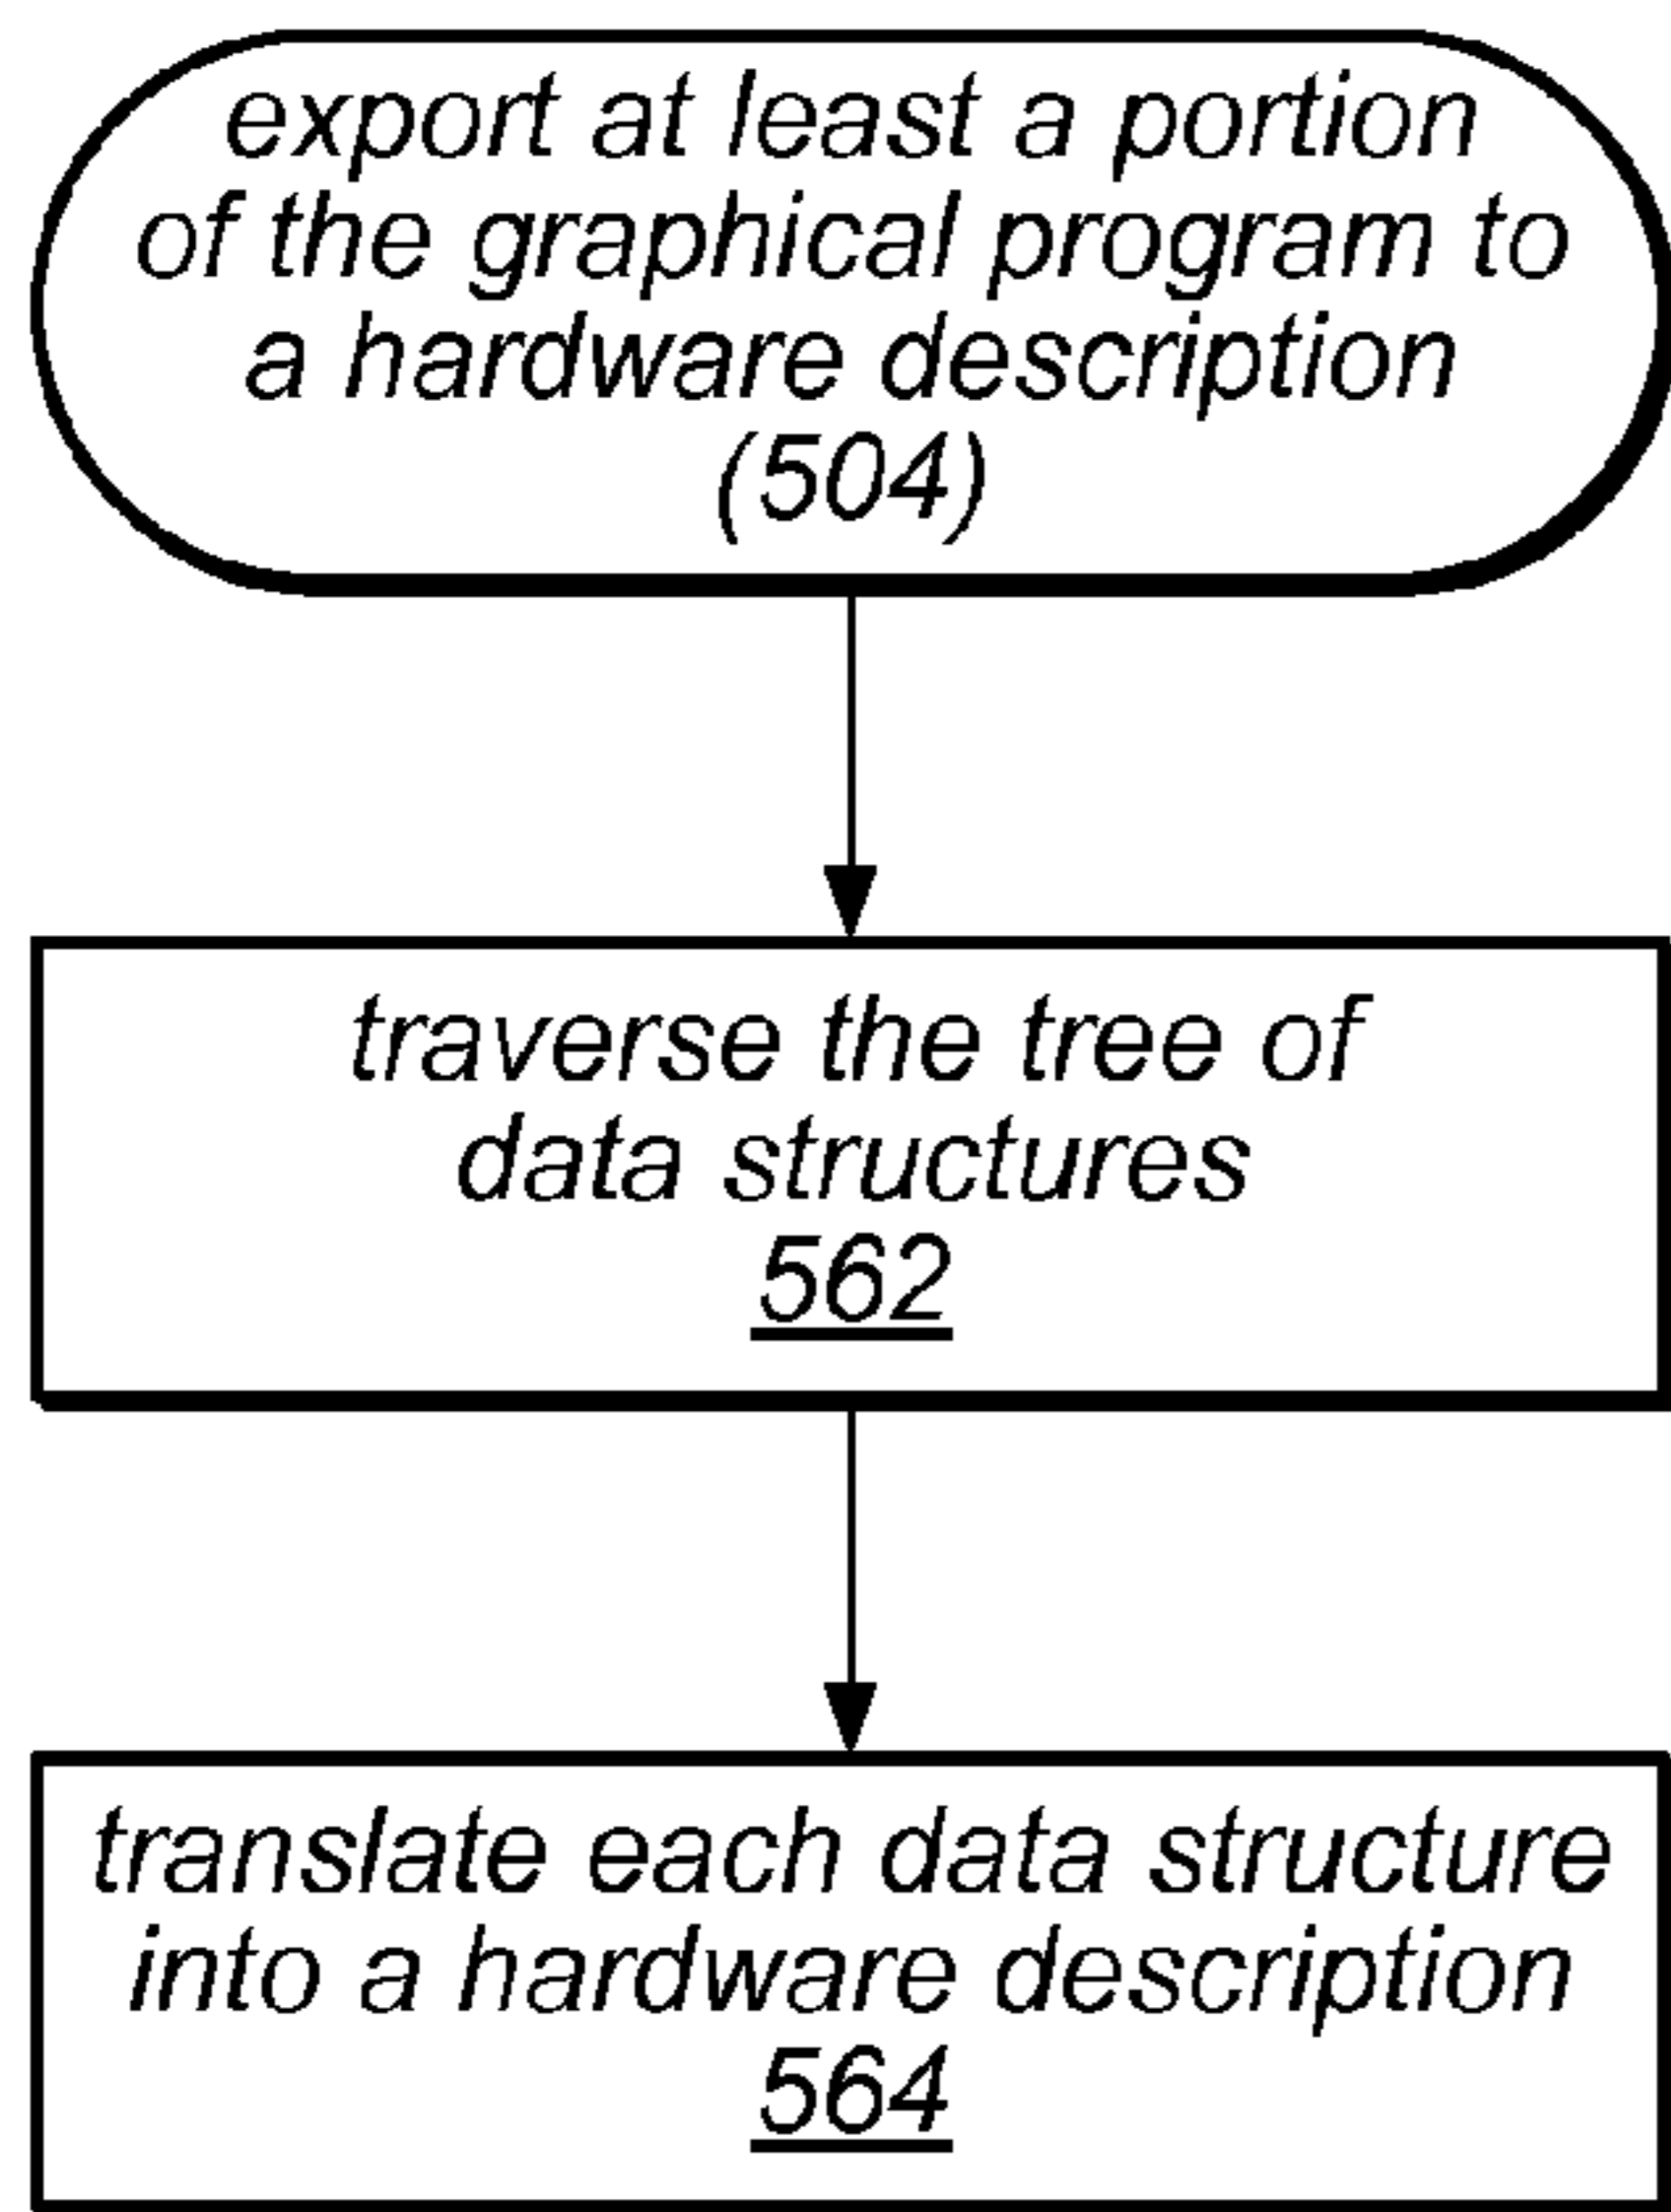 export at least a portion
of the graphical program to
a hardware description
(504)
traverse the tree of
data structures
562
translate each data structure
into a hardware description
564